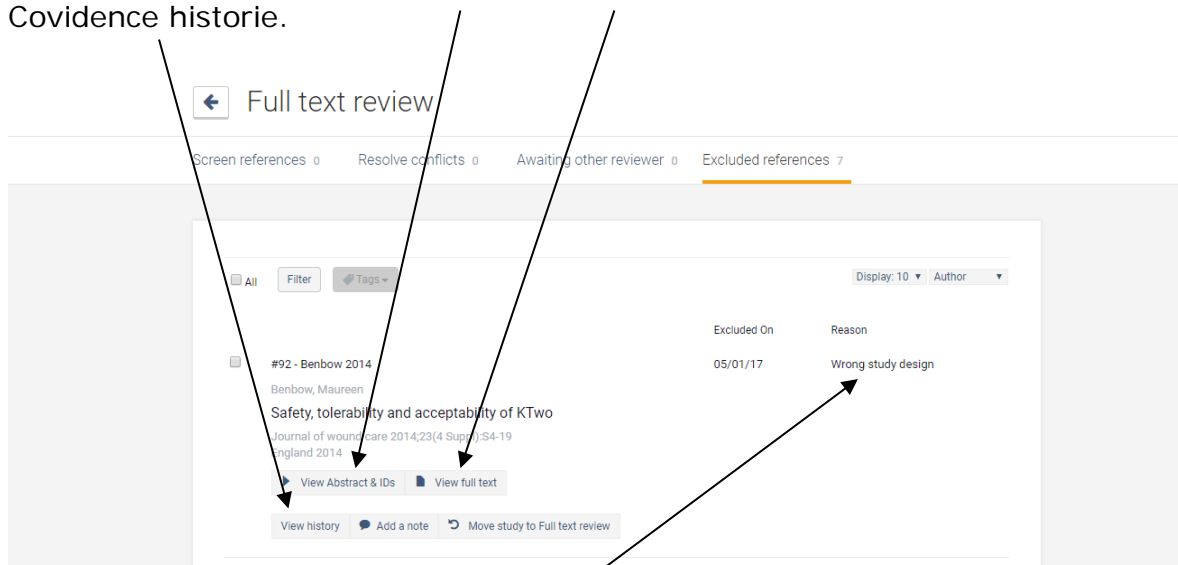 Covidence historie.
Full text review
Screen references 0 Resolve conflicts 0 Awaiting other reviewer 0 Excluded references 7
All Filter Tags Display: 10 Author
Excluded On Reason
#92 - Benbow 2014 05/01/17 Wrong study design
Benbow, Maureen
Safety, tolerability and acceptability of KTwo
Journal of wound care 2014;23(4 Suppl):S4-19
England 2014
View Abstract & IDs View full text
View history Add a note Move study to Full text review